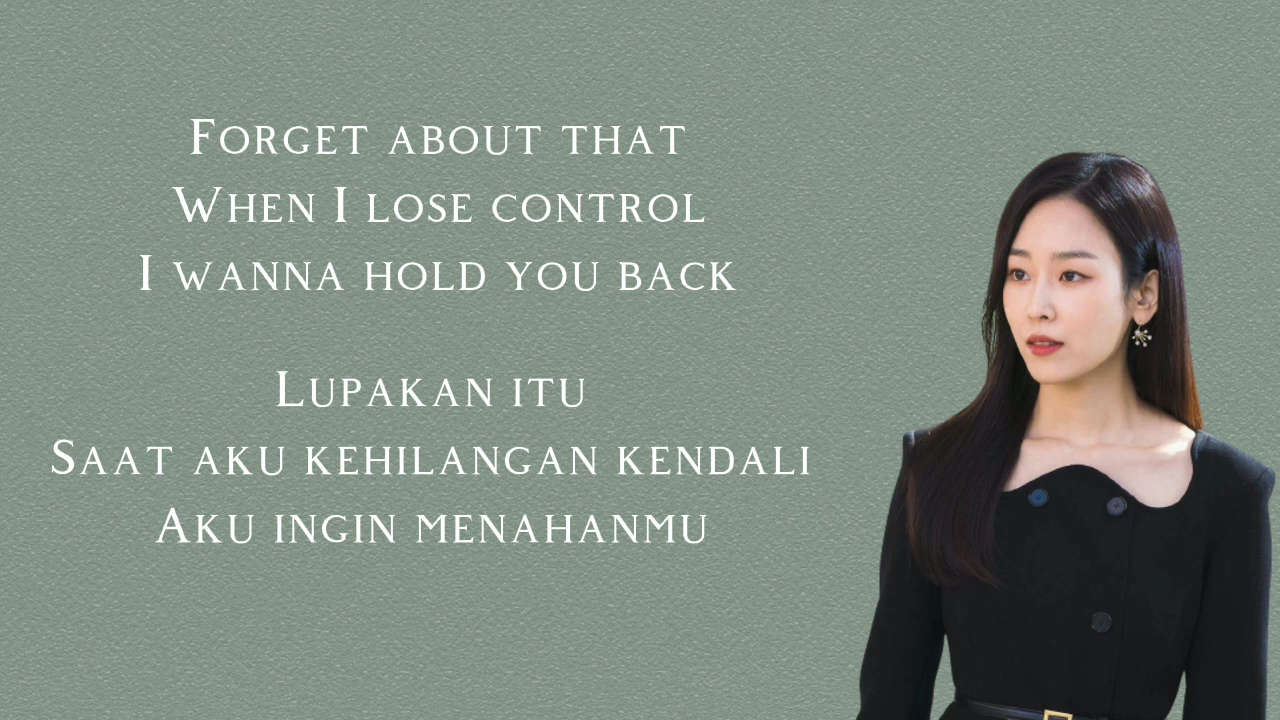 Forget about that
When I lose control
I wanna hold you back
Lupakan itu
Saat aku kehilangan kendali
Aku ingin menahanmu